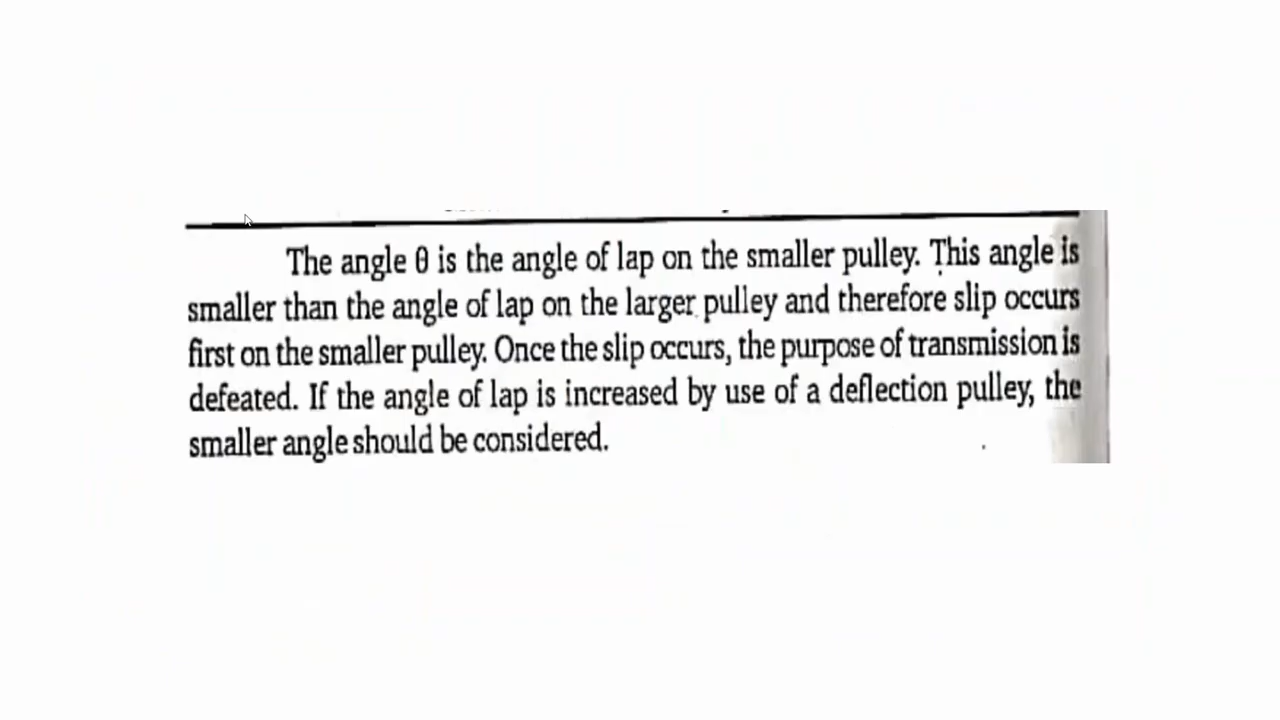 The angle θ is the angle of lap on the smaller pulley. This angle is
smaller than the angle of lap on the larger pulley and therefore slip occurs
first on the smaller pulley. Once the slip occurs, the purpose of transmission is
defeated. If the angle of lap is increased by use of a deflection pulley, the
smaller angle should be considered.